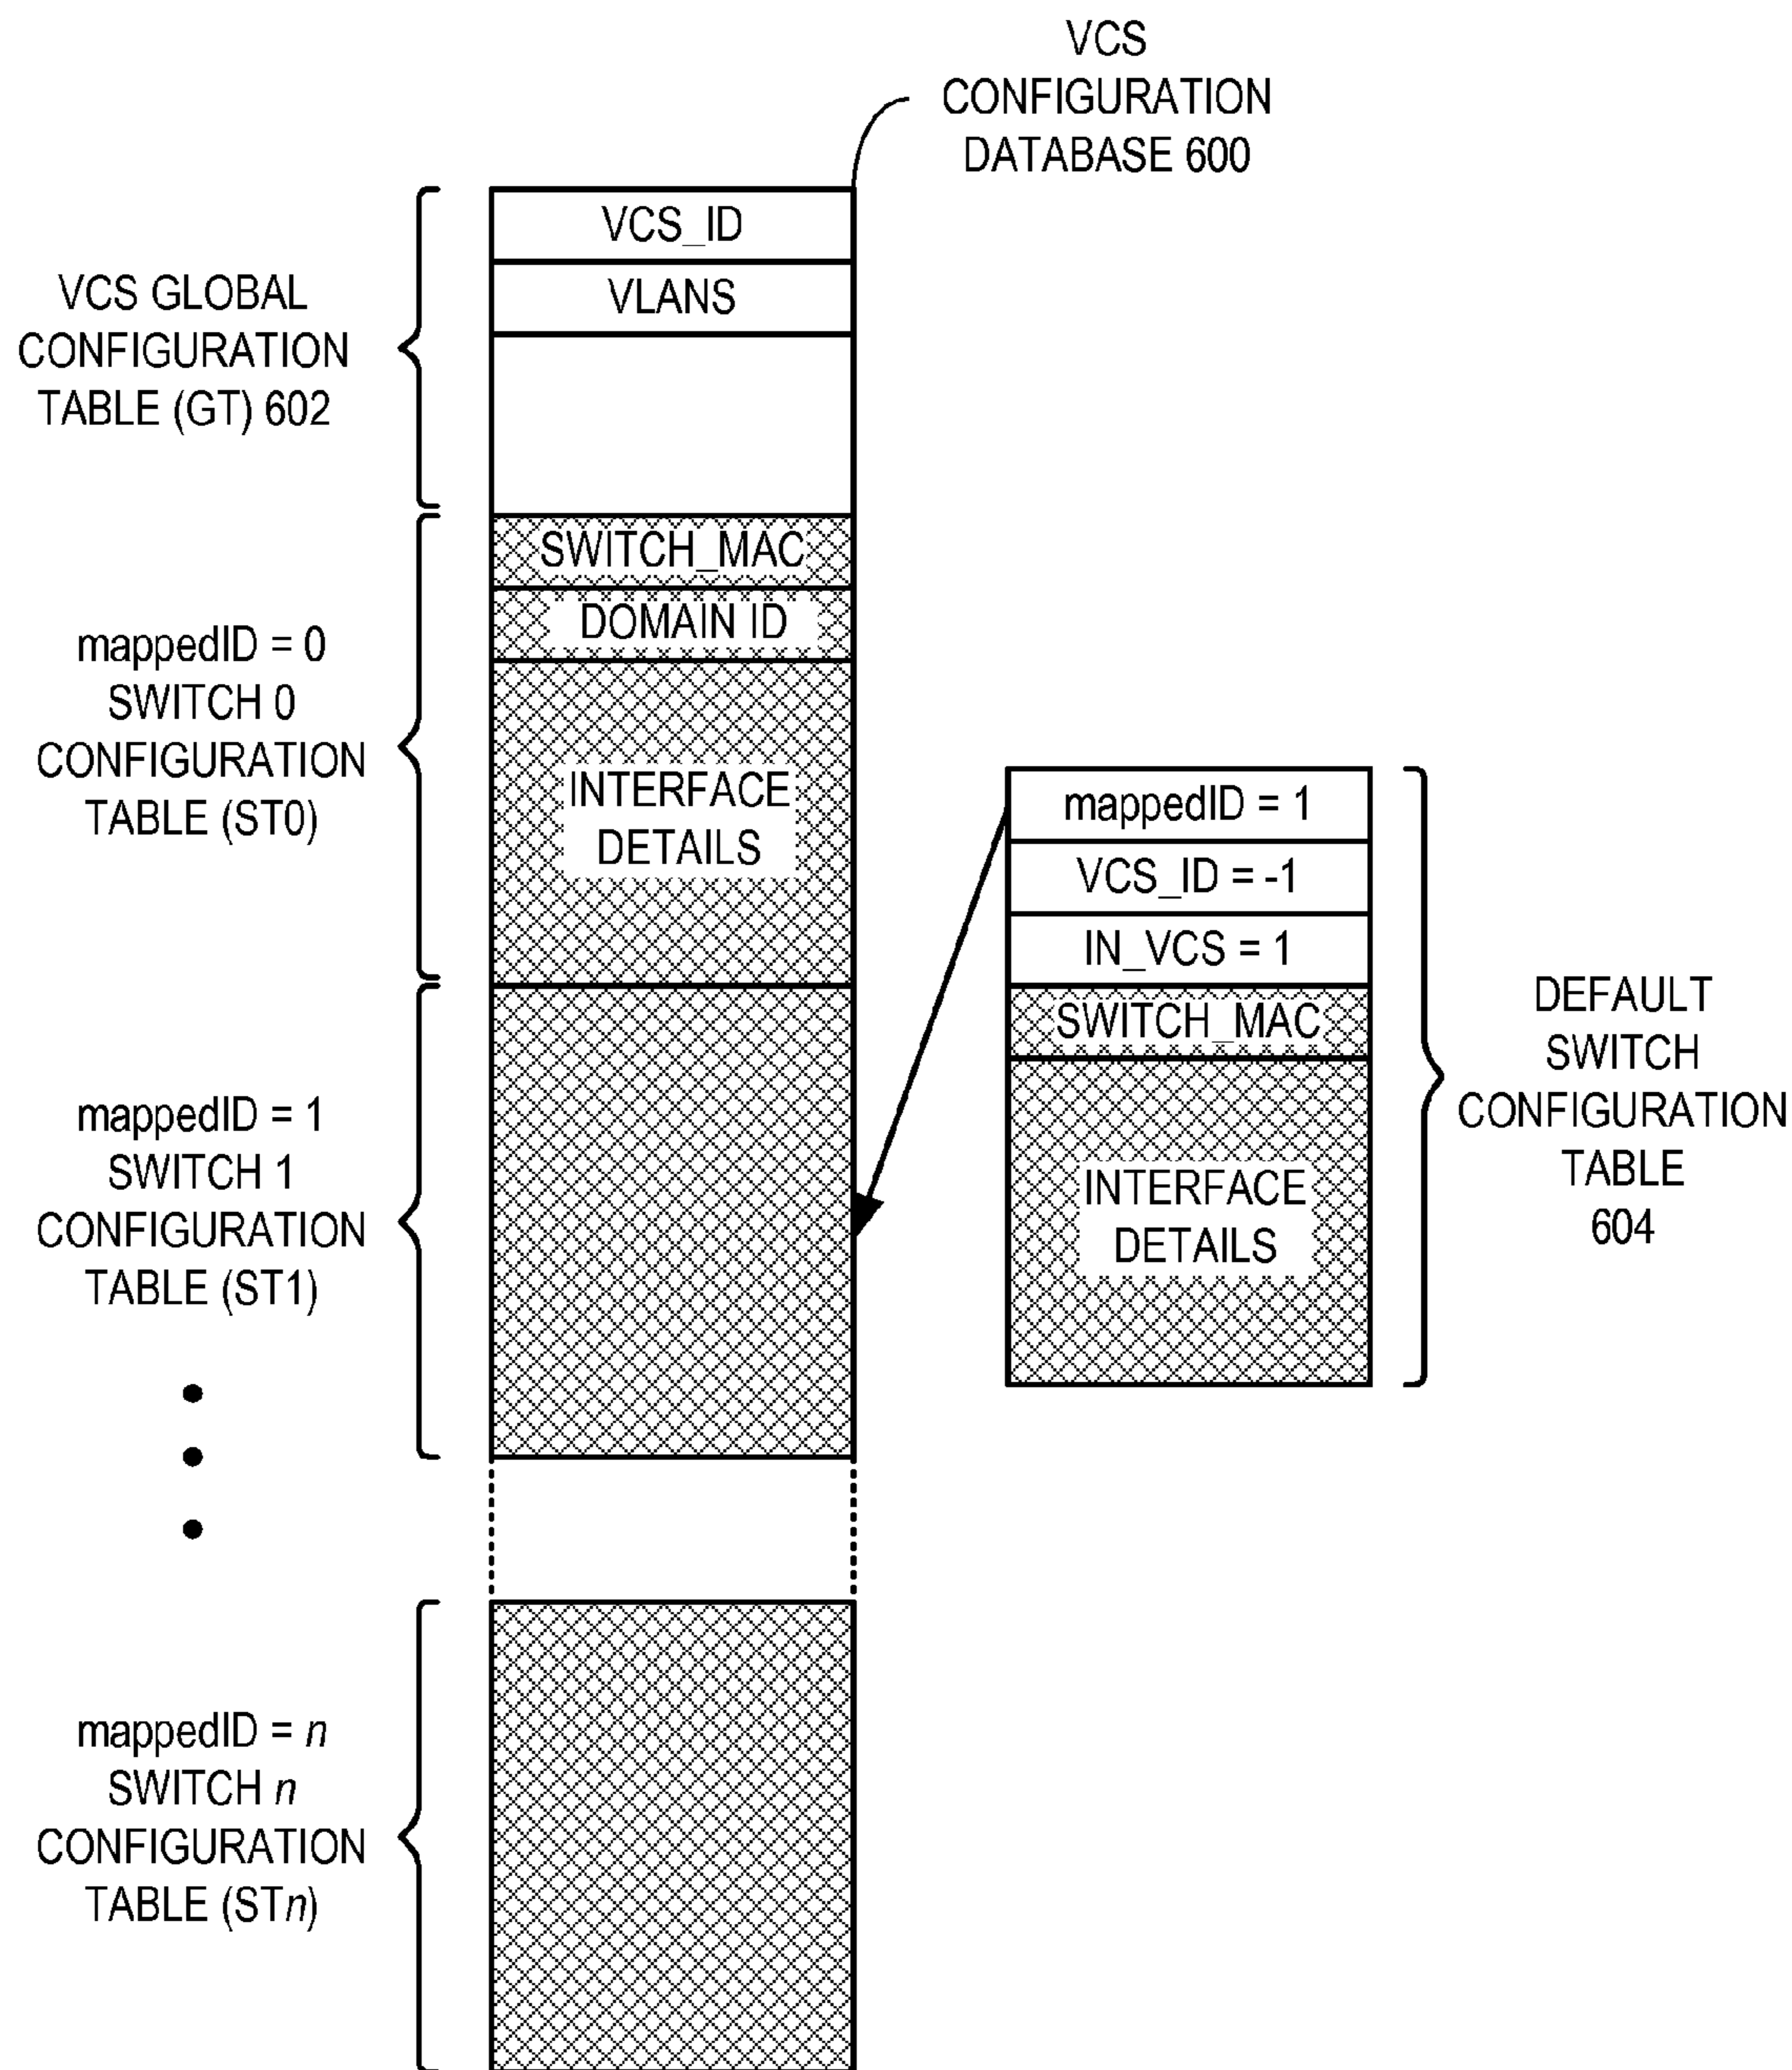 VCS
CONFIGURATION
DATABASE 600
VCS_ID
VLANS
VCS GLOBAL
CONFIGURATION
TABLE (GT) 602
SWITCH_MAC
DOMAIN ID
INTERFACE
DETAILS
mappedID = 0
SWITCH 0
CONFIGURATION
TABLE (ST0)
mappedID = 1
VCS_ID = -1
IN_VCS = 1
SWITCH_MAC
INTERFACE
DETAILS
DEFAULT
SWITCH
CONFIGURATION
TABLE
604
mappedID = 1
SWITCH 1
CONFIGURATION
TABLE (ST1)
mappedID = n
SWITCH n
CONFIGURATION
TABLE (STn)